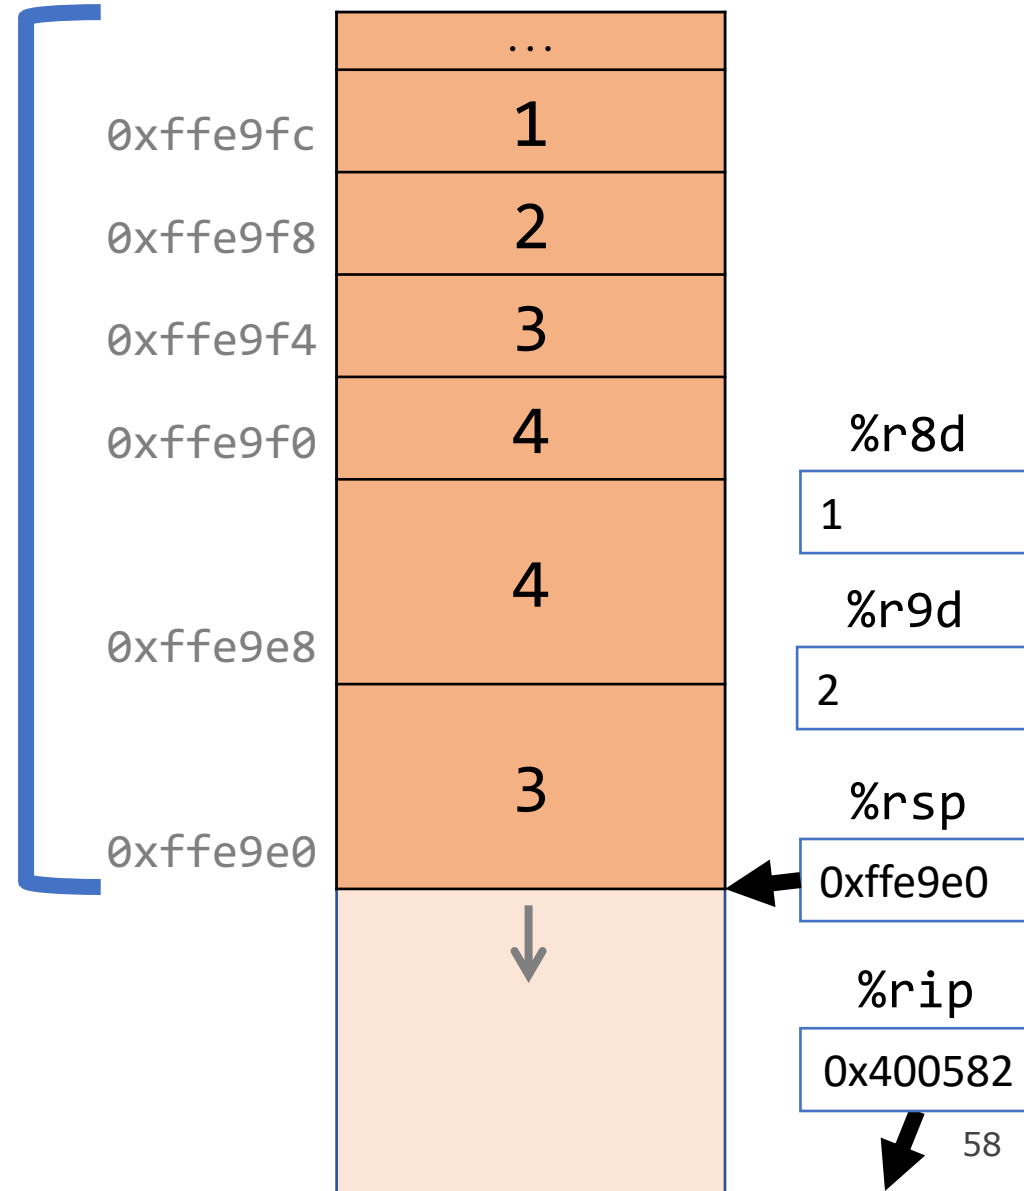 ...
0xffe9fc 1
0xffe9f8 2
0xffe9f4 3
0xffe9f0 4
%r8d
1
0xffe9e8 4
%r9d
2
0xffe9e0 3
%rsp
0xffe9e0
%rip
0x400582
58